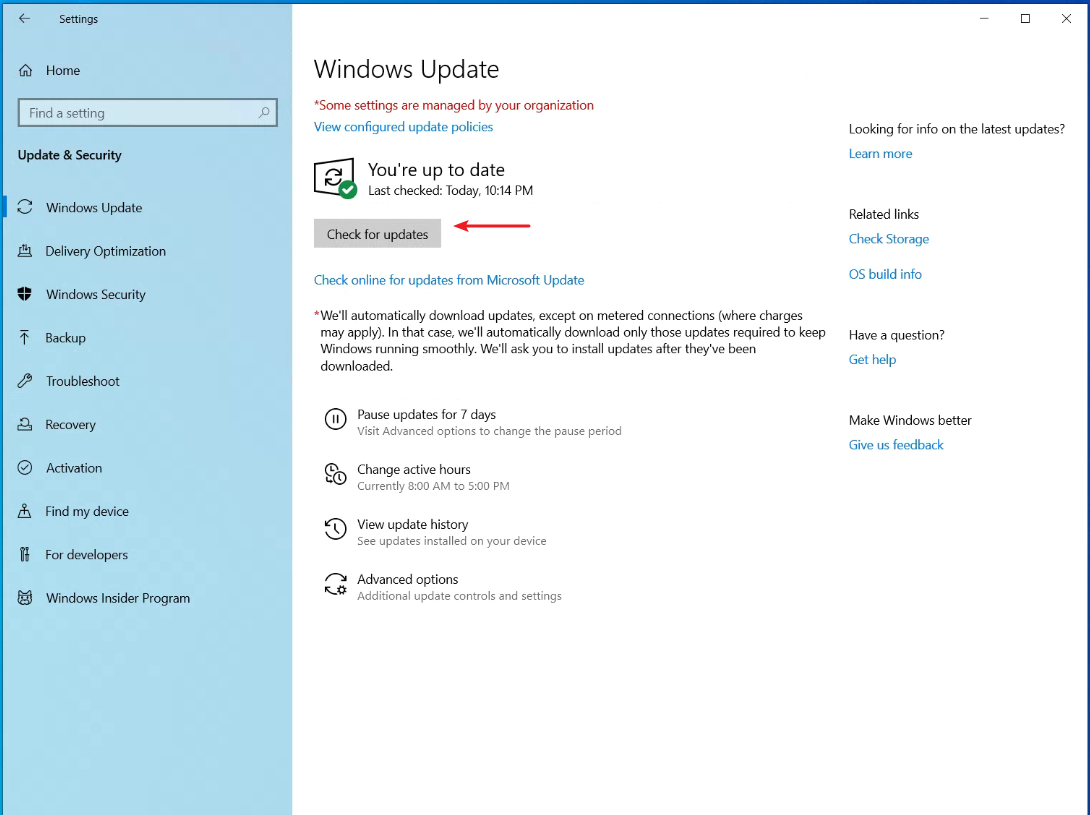 Settings
Home
Find a setting
Update & Security
Windows Update
Delivery Optimization
Windows Security
Backup
Troubleshoot
Recovery
Activation
Find my device
For developers
Windows Insider Program
Windows Update
*Some settings are managed by your organization
View configured update policies
You're up to date
Last checked: Today, 10:14 PM
Check for updates
Check online for updates from Microsoft Update
*We'll automatically download updates, except on metered connections (where charges
may apply). In that case, we'll automatically download only those updates required to keep
Windows running smoothly. We'll ask you to install updates after they've been
downloaded.
Pause updates for 7 days
Visit Advanced options to change the pause period
Change active hours
Currently 8:00 AM to 5:00 PM
View update history
See updates installed on your device
Advanced options
Additional update controls and settings
Looking for info on the latest updates?
Learn more
Related links
Check Storage
OS build info
Have a question?
Get help
Make Windows better
Give us feedback